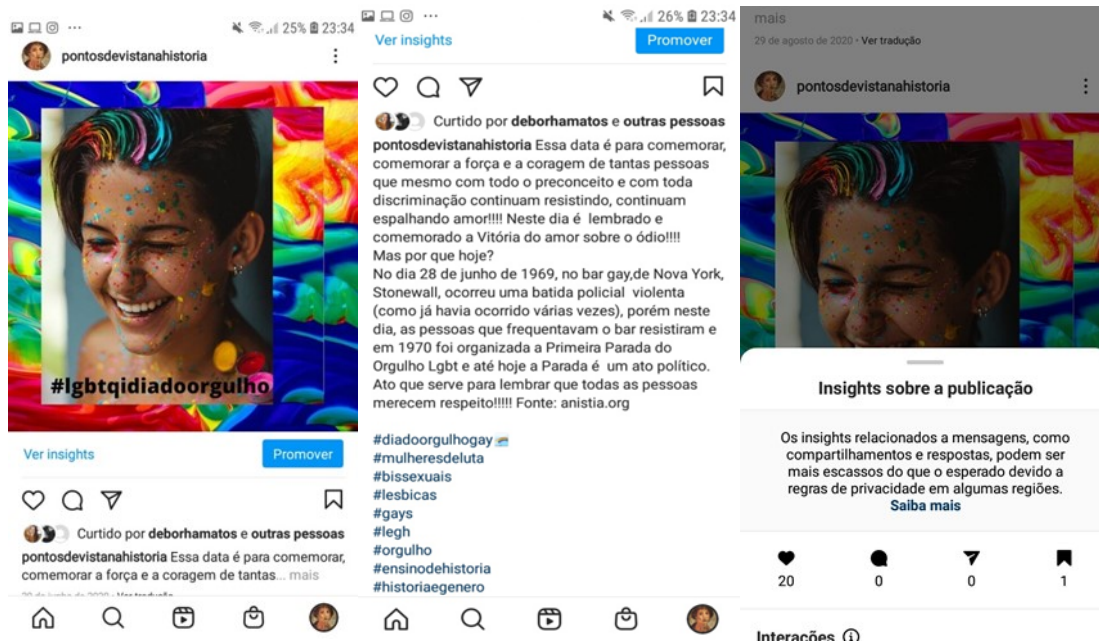 25% 23:34
pontosdevistanahistoria
#lgbtqidiadoorgulho
Ver insights
Promover
Curtido por deborhamatos e outras pessoas
pontosdevistanahistoria Essa data é para comemorar,
comemorar a força e a coragem de tantas... mais
26% 23:34
Ver insights
Promover
Curtido por deborhamatos e outras pessoas
pontosdevistanahistoria Essa data é para comemorar,
comemorar a força e a coragem de tantas pessoas
que mesmo com todo o preconceito e com toda
discriminação continuam resistindo, continuam
espalhando amor!!!! Neste dia é lembrado e
comemorado a Vitória do amor sobre o ódio!!!!
Mas por que hoje?
No dia 28 de junho de 1969, no bar gay,de Nova York,
Stonewall, ocorreu uma batida policial violenta
(como já havia ocorrido várias vezes), porém neste
dia, as pessoas que frequentavam o bar resistiram e
em 1970 foi organizada a Primeira Parada do
Orgulho Lgbt e até hoje a Parada é um ato político.
Ato que serve para lembrar que todas as pessoas
merecem respeito!!!!! Fonte: anistia.org
#diadoorgulhogay
#mulheresdeluta
#bissexuais
#lesbicas
#gays
#legh
#orgulho
#ensinodehistoria
#historiaegenero
mais
29 de agosto de 2020 • Ver tradução
pontosdevistanahistoria
Insights sobre a publicação
Os insights relacionados a mensagens, como
compartilhamentos e respostas, podem ser
mais escassos do que o esperado devido a
regras de privacidade em algumas regiões.
Saiba mais
20 0 0 1
Interações